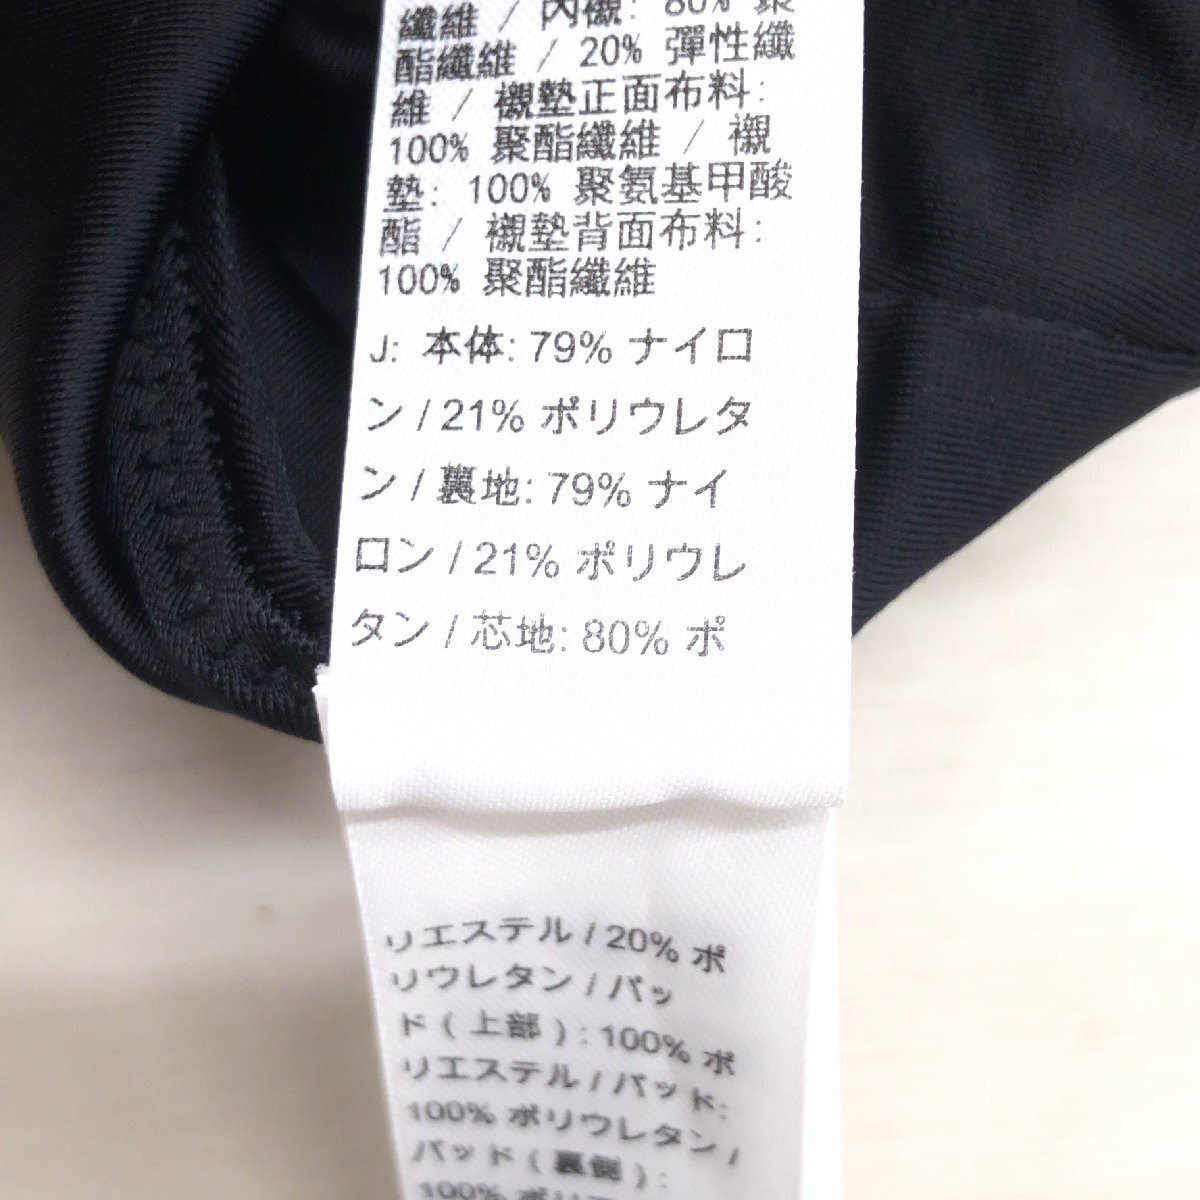 纖維 / 內襯: 80% 聚
酯纖維 / 20% 彈性纖
維 / 襯墊正面布料:
100% 聚酯纖維 / 襯
墊: 100% 聚氨基甲酸
酯 / 襯墊背面布料:
100% 聚酯纖維
J: 本体: 79% ナイロ
ン / 21% ポリウレタ
ン / 裏地: 79% ナイ
ロン / 21% ポリウレ
タン / 芯地: 80% ポ
リエステル / 20% ポ
リウレタン / パッ
ド ( 上部 ) : 100% ポ
リエステル / パッド:
100% ポリウレタン /
パッド ( 裏側 ) :
100% ポリエ